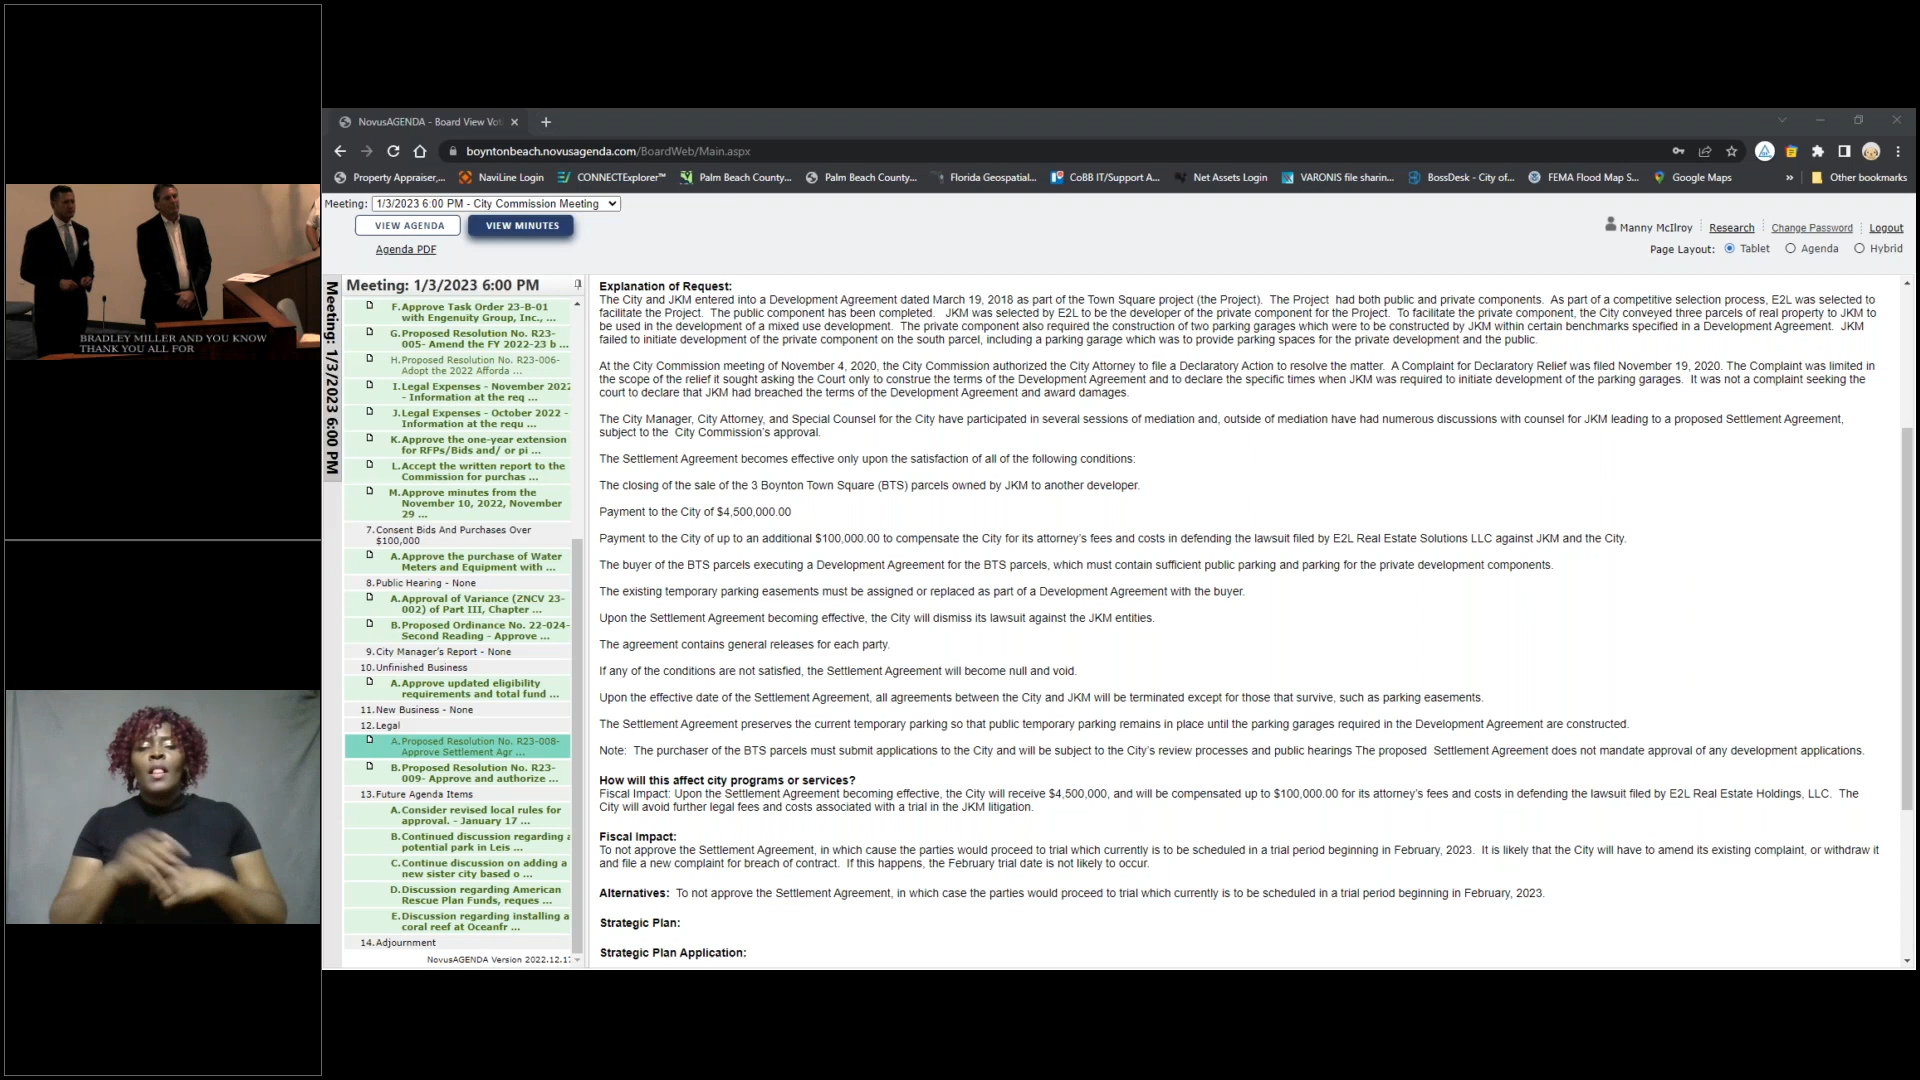 BRADLEY MILLER AND YOU KNOW
THANK YOU ALL FOR
NovusAGENDA - Board View Vot
boyntonbeach.novusagenda.com/BoardWeb/Main.aspx
Property Appraiser,...
NaviLine Login
CONNECTExplorer™
Palm Beach County...
Palm Beach County...
Florida Geospatial...
CoBB IT/Support A...
Net Assets Login
VARONIS file sharin...
BossDesk - City of...
FEMA Flood Map S...
Google Maps
»
Other bookmarks
Meeting: 1/3/2023 6:00 PM - City Commission Meeting
VIEW AGENDA
VIEW MINUTES
Agenda PDF
Manny McIlroy
Research
Change Password
Logout
Page Layout: Tablet Agenda Hybrid
Meeting: 1/3/2023 6:00 PM
Meeting: 1/3/2023 6:00 PM
F.Approve Task Order 23-B-01
with Engenuity Group, Inc., ...
G.Proposed Resolution No. R23-
005- Amend the FY 2022-23 b ...
H.Proposed Resolution No. R23-006-
Adopt the 2022 Afforda ...
I.Legal Expenses - November 2022
- Information at the req ...
J.Legal Expenses - October 2022 -
Information at the requ ...
K.Approve the one-year extension
for RFPs/Bids and/ or pi ...
L.Accept the written report to the
Commission for purchas ...
M.Approve minutes from the
November 10, 2022, November
29 ...
7.Consent Bids And Purchases Over
$100,000
A.Approve the purchase of Water
Meters and Equipment with ...
8.Public Hearing - None
A.Approval of Variance (ZNCV 23-
002) of Part III, Chapter ...
B.Proposed Ordinance No. 22-024-
Second Reading - Approve ...
9.City Manager's Report - None
10.Unfinished Business
A.Approve updated eligibility
requirements and total fund ...
11.New Business - None
12.Legal
A.Proposed Resolution No. R23-008-
Approve Settlement Agr ...
B.Proposed Resolution No. R23-
009- Approve and authorize ...
13.Future Agenda Items
A.Consider revised local rules for
approval. - January 17 ...
B.Continued discussion regarding a
potential park in Leis ...
C.Continue discussion on adding a
new sister city based o ...
D.Discussion regarding American
Rescue Plan Funds, reques ...
E.Discussion regarding installing a
coral reef at Oceanfr ...
14.Adjournment
NovusAGENDA Version 2022.12.17
Explanation of Request:
The City and JKM entered into a Development Agreement dated March 19, 2018 as part of the Town Square project (the Project). The Project had both public and private components. As part of a competitive selection process, E2L was selected to
facilitate the Project. The public component has been completed. JKM was selected by E2L to be the developer of the private component for the Project. To facilitate the private component, the City conveyed three parcels of real property to JKM to
be used in the development of a mixed use development. The private component also required the construction of two parking garages which were to be constructed by JKM within certain benchmarks specified in a Development Agreement. JKM
failed to initiate development of the private component on the south parcel, including a parking garage which was to provide parking spaces for the private development and the public.
At the City Commission meeting of November 4, 2020, the City Commission authorized the City Attorney to file a Declaratory Action to resolve the matter. A Complaint for Declaratory Relief was filed November 19, 2020. The Complaint was limited in
the scope of the relief it sought asking the Court only to construe the terms of the Development Agreement and to declare the specific times when JKM was required to initiate development of the parking garages. It was not a complaint seeking the
court to declare that JKM had breached the terms of the Development Agreement and award damages.
The City Manager, City Attorney, and Special Counsel for the City have participated in several sessions of mediation and, outside of mediation have had numerous discussions with counsel for JKM leading to a proposed Settlement Agreement,
subject to the City Commission's approval.
The Settlement Agreement becomes effective only upon the satisfaction of all of the following conditions:
The closing of the sale of the 3 Boynton Town Square (BTS) parcels owned by JKM to another developer.
Payment to the City of $4,500,000.00
Payment to the City of up to an additional $100,000.00 to compensate the City for its attorney's fees and costs in defending the lawsuit filed by E2L Real Estate Solutions LLC against JKM and the City.
The buyer of the BTS parcels executing a Development Agreement for the BTS parcels, which must contain sufficient public parking and parking for the private development components.
The existing temporary parking easements must be assigned or replaced as part of a Development Agreement with the buyer.
Upon the Settlement Agreement becoming effective, the City will dismiss its lawsuit against the JKM entities.
The agreement contains general releases for each party.
If any of the conditions are not satisfied, the Settlement Agreement will become null and void.
Upon the effective date of the Settlement Agreement, all agreements between the City and JKM will be terminated except for those that survive, such as parking easements.
The Settlement Agreement preserves the current temporary parking so that public temporary parking remains in place until the parking garages required in the Development Agreement are constructed.
Note: The purchaser of the BTS parcels must submit applications to the City and will be subject to the City's review processes and public hearings The proposed Settlement Agreement does not mandate approval of any development applications.
How will this affect city programs or services?
Fiscal Impact: Upon the Settlement Agreement becoming effective, the City will receive $4,500,000, and will be compensated up to $100,000.00 for its attorney's fees and costs in defending the lawsuit filed by E2L Real Estate Holdings, LLC. The
City will avoid further legal fees and costs associated with a trial in the JKM litigation.
Fiscal Impact:
To not approve the Settlement Agreement, in which cause the parties would proceed to trial which currently is to be scheduled in a trial period beginning in February, 2023. It is likely that the City will have to amend its existing complaint, or withdraw it
and file a new complaint for breach of contract. If this happens, the February trial date is not likely to occur.
Alternatives: To not approve the Settlement Agreement, in which case the parties would proceed to trial which currently is to be scheduled in a trial period beginning in February, 2023.
Strategic Plan:
Strategic Plan Application: